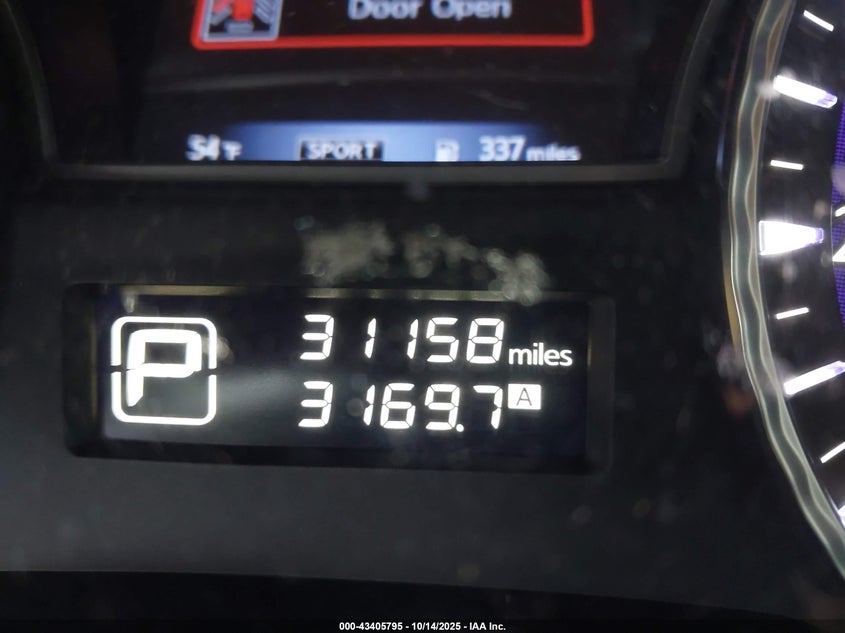 Door Open
54°F SPORT 337 miles
P
31158 miles
3169.7 A
000-43405795 - 10/14/2025 - IAA Inc.